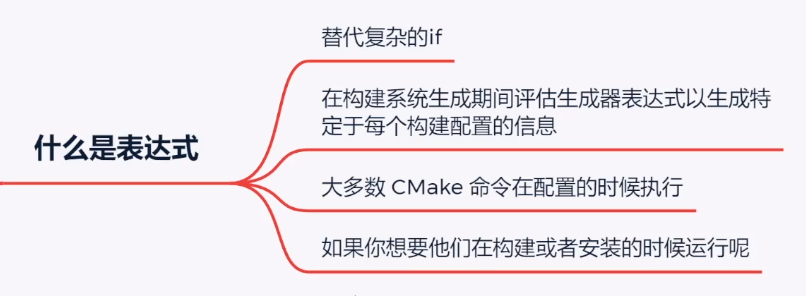 替代复杂的if
在构建系统生成期间评估生成器表达式以生成特
定于每个构建配置的信息
什么是表达式
大多数 CMake 命令在配置的时候执行
如果你想要他们在构建或者安装的时候运行呢